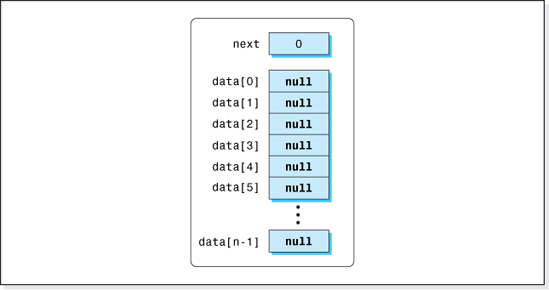 next 0
data[0] null
data[1] null
data[2] null
data[3] null
data[4] null
data[5] null
data[n-1] null